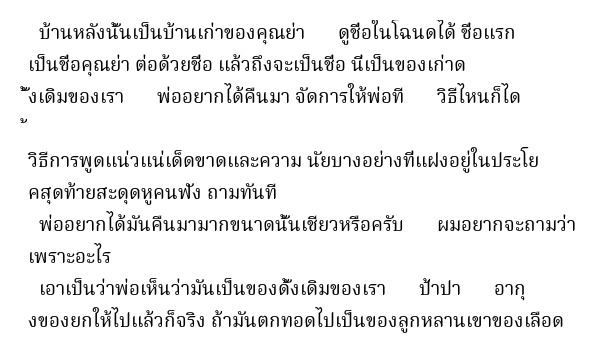 บ้านหลังนั้นเป็นบ้านเก่าของคุณย่า ดูชื่อในโฉนดได้ ชื่อแรก
เป็นชื่อคุณย่า ต่อด้วยชื่อ แล้วถึงจะเป็นชื่อ นี่เป็นของเก่าด
ั้งเดิมของเรา พ่ออยากได้คืนมา จัดการให้พ่อที วิธีไหนก็ได
้
วิธีการพูดแน่วแน่เด็ดขาดและความ นัยบางอย่างที่แฝงอยู่ในประโย
คสุดท้ายสะดุดหูคนฟัง ถามทันที
พ่ออยากได้มันคืนมามากขนาดนั้นเชียวหรือครับ ผมอยากจะถามว่า
เพราะอะไร
เอาเป็นว่าพ่อเห็นว่ามันเป็นของดั้งเดิมของเรา ป้าปา อากุ
งของยกให้ไปแล้วก็จริง ถ้ามันตกทอดไปเป็นของลูกหลานเขาของเลือด